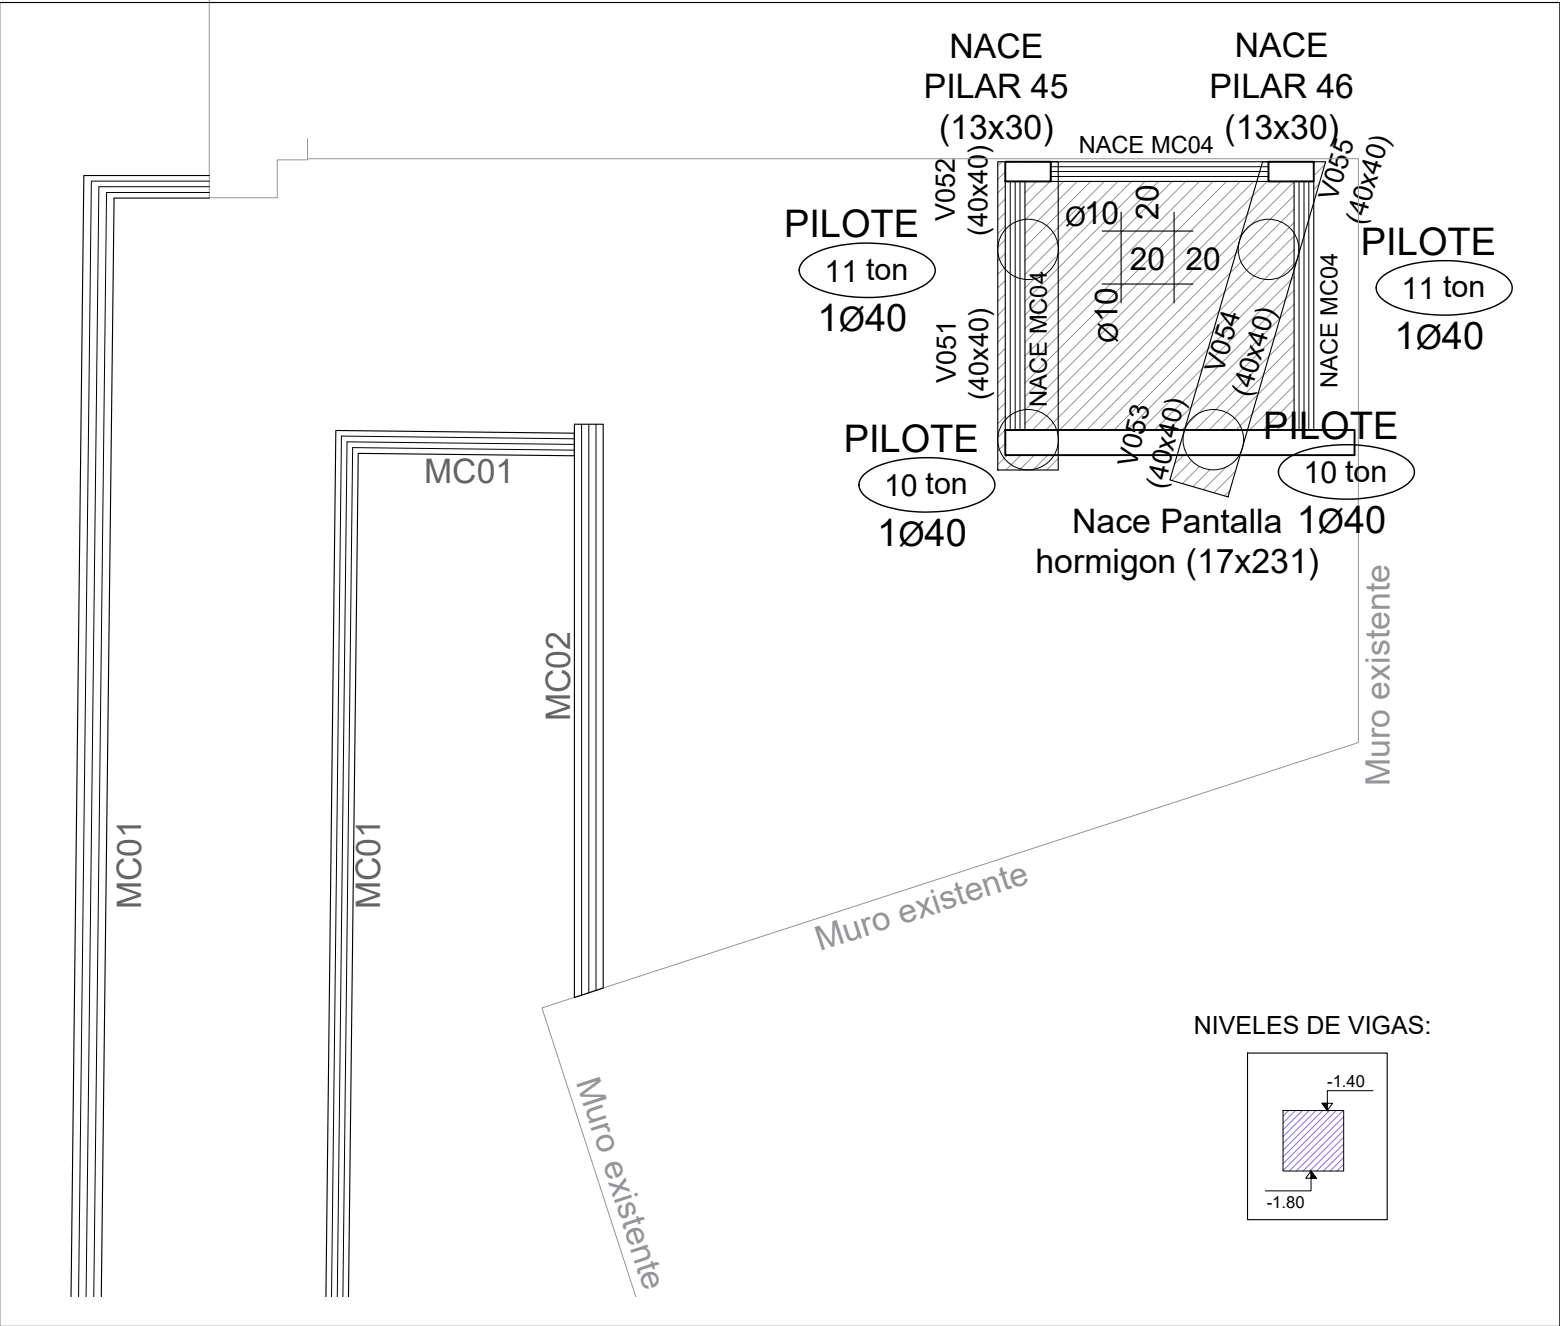 NACE
PILAR 45
(13x30)
NACE
PILAR 46
(13x30)
NACE MC04
V052
(40x40)
V055
(40x40)
PILOTE
11 ton
1Ø40
Ø10
20
20
20
Ø10
PILOTE
11 ton
1Ø40
V051
(40x40)
NACE MC04
V054
(40x40)
NACE MC04
V053
(40x40)
PILOTE
10 ton
1Ø40
PILOTE
10 ton
1Ø40
Nace Pantalla
hormigon (17x231)
MC01
MC02
MC01
MC01
Muro existente
Muro existente
Muro existente
NIVELES DE VIGAS:
-1.40
-1.80